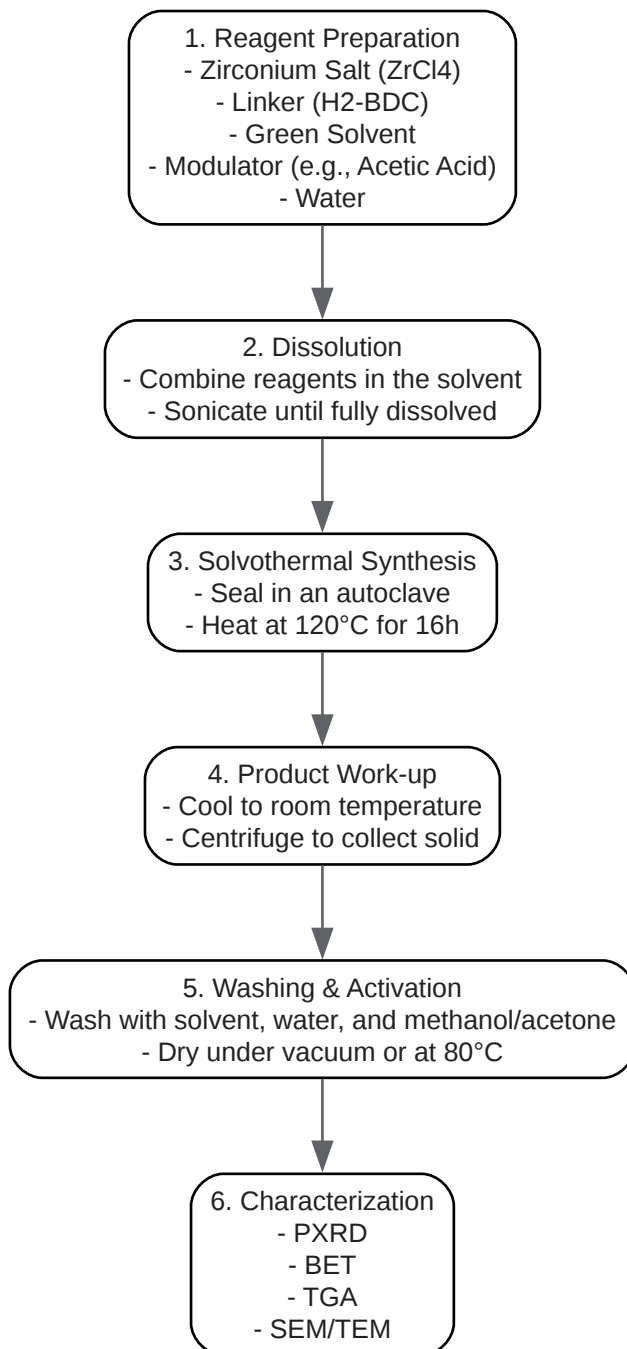 1. Reagent Preparation
- Zirconium Salt (ZrCl4)
- Linker (H2-BDC)
- Green Solvent
- Modulator (e.g., Acetic Acid)
- Water
2. Dissolution
- Combine reagents in the solvent
- Sonicate until fully dissolved
3. Solvothermal Synthesis
- Seal in an autoclave
- Heat at 120°C for 16h
4. Product Work-up
- Cool to room temperature
- Centrifuge to collect solid
5. Washing & Activation
- Wash with solvent, water, and methanol/acetone
- Dry under vacuum or at 80°C
6. Characterization
- PXRD
- BET
- TGA
- SEM/TEM